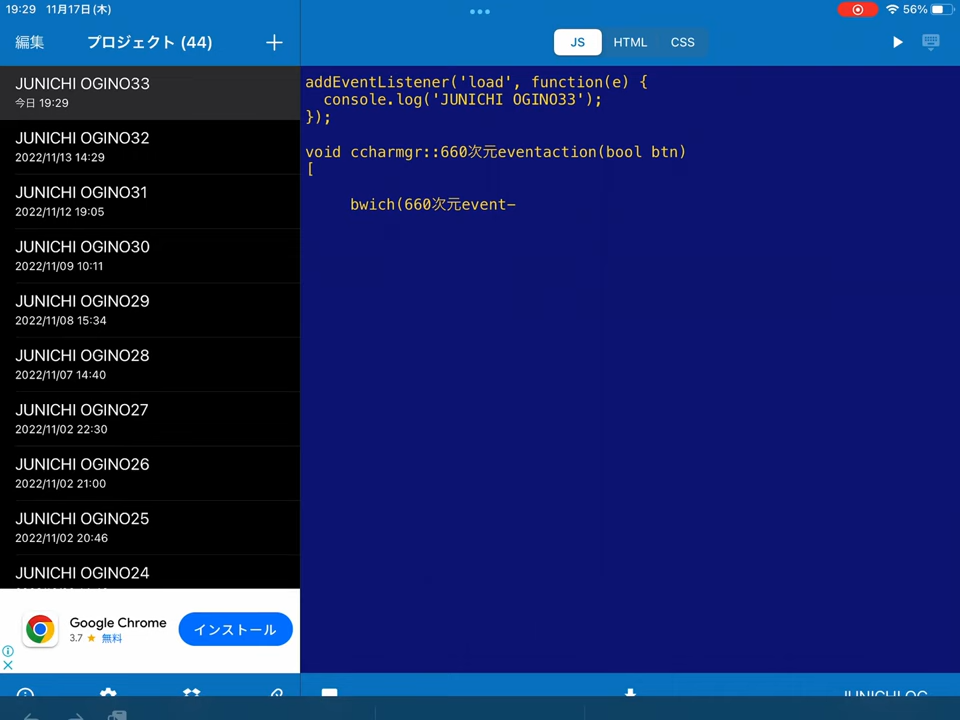 19:29 11月17日(木)
56%
編集
プロジェクト (44)
JS
HTML
CSS
JUNICHI OGINO33
今日 19:29
JUNICHI OGINO32
2022/11/13 14:29
JUNICHI OGINO31
2022/11/12 19:05
JUNICHI OGINO30
2022/11/09 10:11
JUNICHI OGINO29
2022/11/08 15:34
JUNICHI OGINO28
2022/11/07 14:40
JUNICHI OGINO27
2022/11/02 22:30
JUNICHI OGINO26
2022/11/02 21:00
JUNICHI OGINO25
2022/11/02 20:46
JUNICHI OGINO24
Google Chrome
3.7 ★ 無料
インストール
addEventListener('load', function(e) {
console.log('JUNICHI OGINO33');
});
void ccharmgr::660次元eventaction(bool btn)
[
bwich(660次元event-